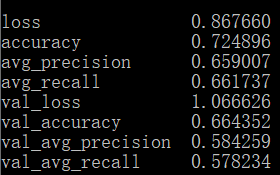 loss 0.867660
accuracy 0.724896
avg_precision 0.659007
avg_recall 0.661737
val_loss 1.066626
val_accuracy 0.664352
val_avg_precision 0.584259
val_avg_recall 0.578234